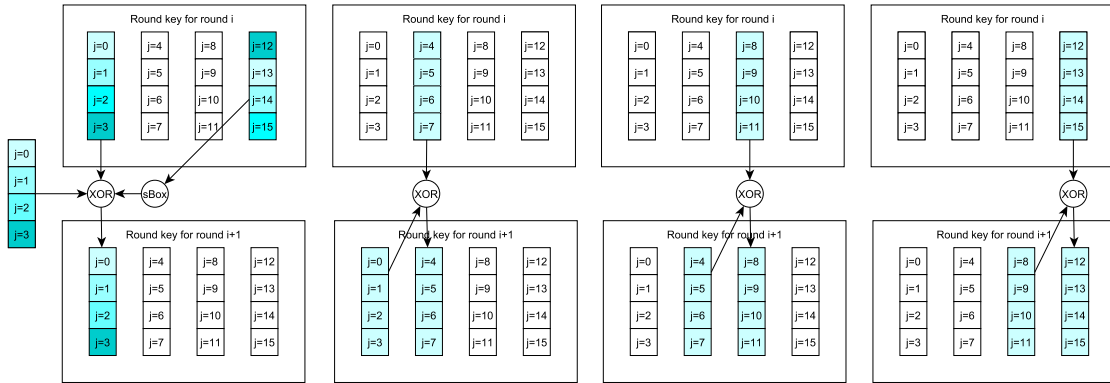 Round key for round i
j=0 j=4 j=8 j=12
j=1 j=5 j=9 j=13
j=2 j=6 j=10 j=14
j=3 j=7 j=11 j=15
Round key for round i
j=0 j=4 j=8 j=12
j=1 j=5 j=9 j=13
j=2 j=6 j=10 j=14
j=3 j=7 j=11 j=15
Round key for round i
j=0 j=4 j=8 j=12
j=1 j=5 j=9 j=13
j=2 j=6 j=10 j=14
j=3 j=7 j=11 j=15
Round key for round i
j=0 j=4 j=8 j=12
j=1 j=5 j=9 j=13
j=2 j=6 j=10 j=14
j=3 j=7 j=11 j=15
j=0
j=1
j=2
j=3
XOR sBox
XOR
XOR
XOR
Round key for round i+1
j=0 j=4 j=8 j=12
j=1 j=5 j=9 j=13
j=2 j=6 j=10 j=14
j=3 j=7 j=11 j=15
Round key for round i+1
j=0 j=4 j=8 j=12
j=1 j=5 j=9 j=13
j=2 j=6 j=10 j=14
j=3 j=7 j=11 j=15
Round key for round i+1
j=0 j=4 j=8 j=12
j=1 j=5 j=9 j=13
j=2 j=6 j=10 j=14
j=3 j=7 j=11 j=15
Round key for round i+1
j=0 j=4 j=8 j=12
j=1 j=5 j=9 j=13
j=2 j=6 j=10 j=14
j=3 j=7 j=11 j=15